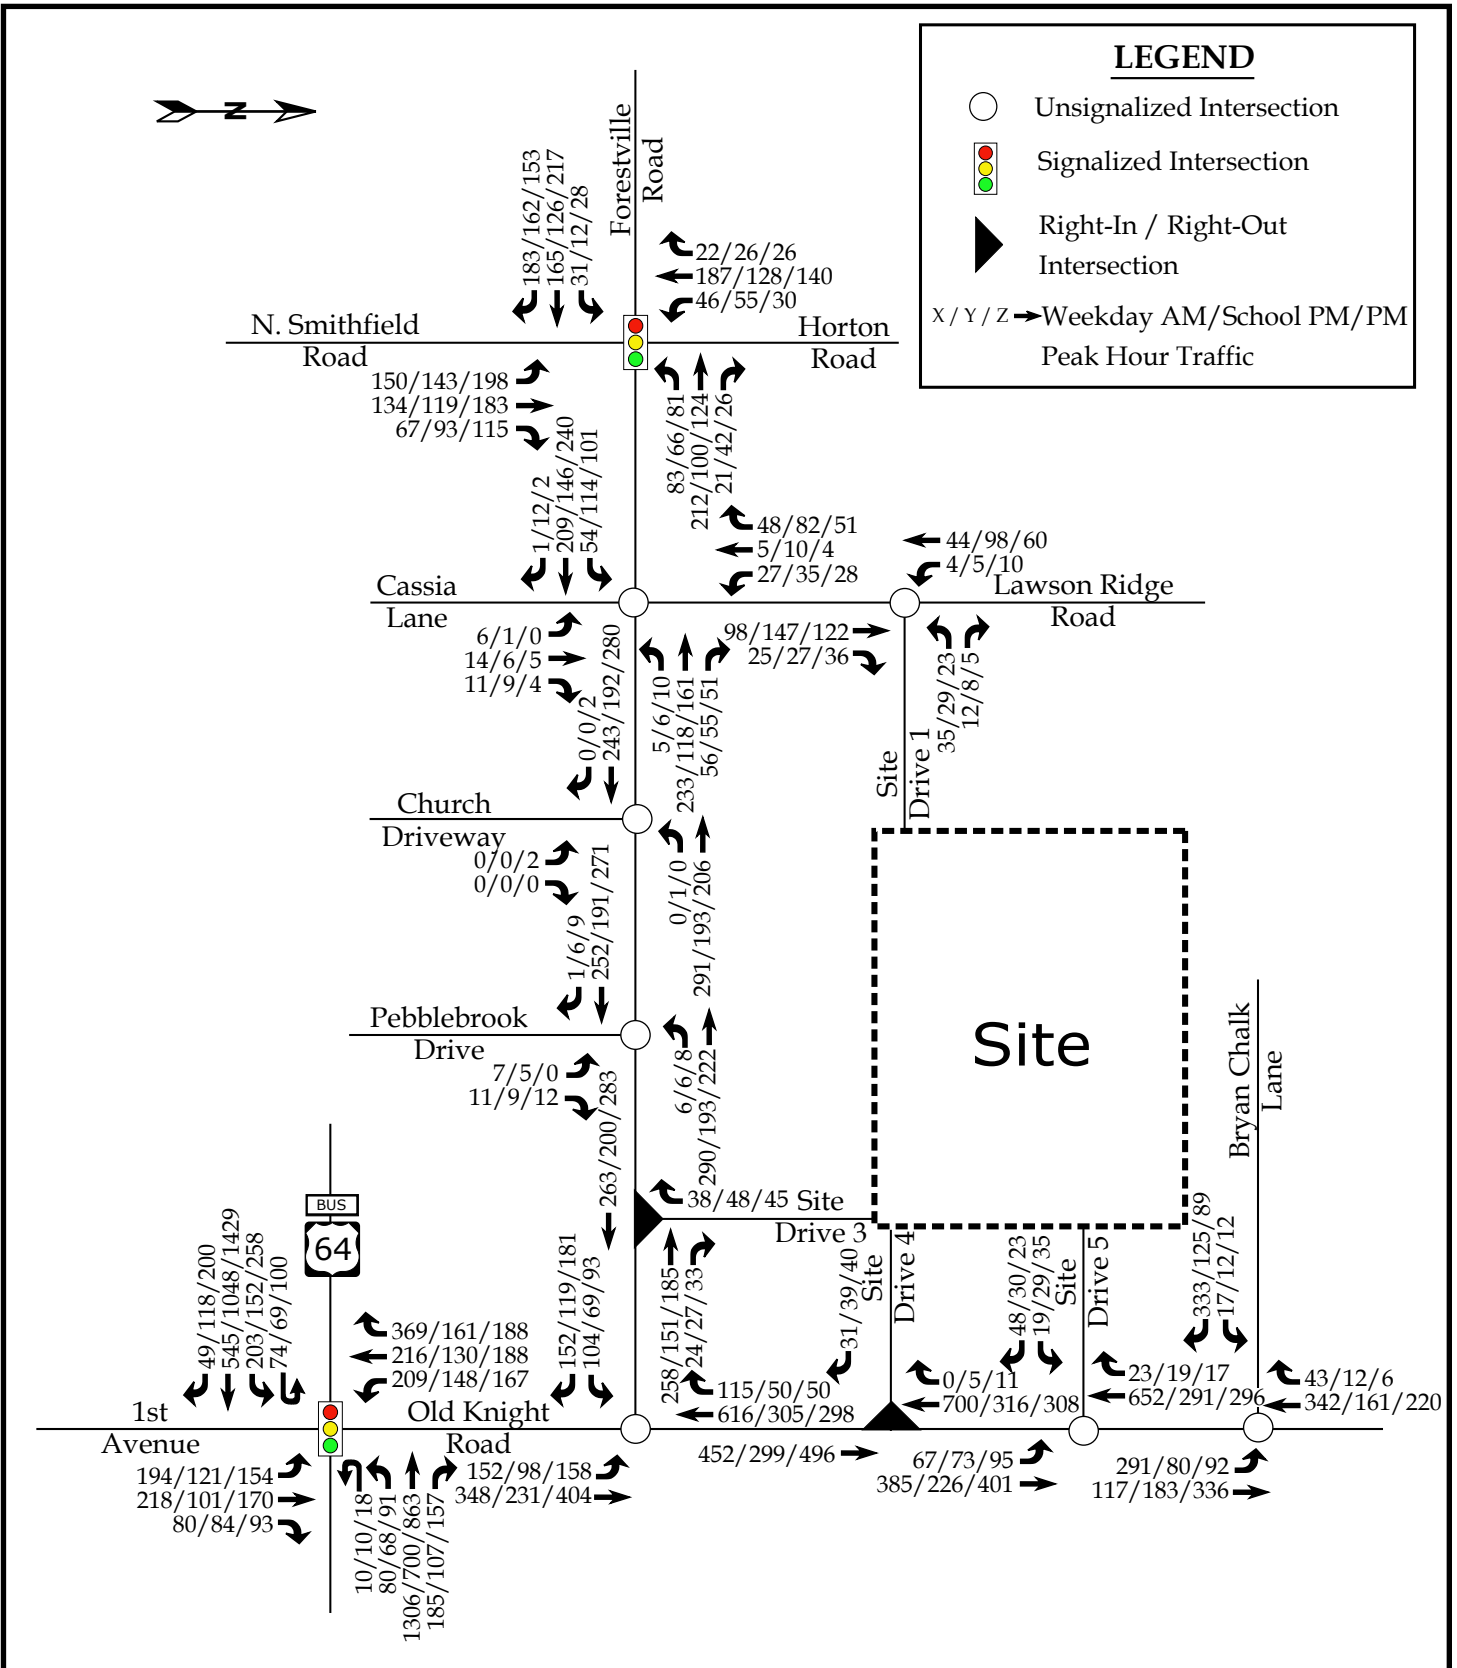 LEGEND
Unsignalized Intersection
Signalized Intersection
Right-In / Right-Out
Intersection
X / Y / Z Weekday AM/School PM/PM
Peak Hour Traffic
N
Forestville
Road
183/162/153
165/126/217
31/12/28
22/26/26
187/128/140
46/55/30
N. Smithfield
Road
Horton
Road
150/143/198
134/119/183
67/93/115
83/66/81
212/100/124
21/42/26
1/12/2
209/146/240
54/114/101
48/82/51
5/10/4
27/35/28
44/98/60
4/5/10
Cassia
Lane
Lawson Ridge
Road
6/1/0
14/6/5
11/9/4
5/6/10
233/118/161
56/55/51
98/147/122
25/27/36
35/29/23
12/8/5
Site
Drive 1
0/0/2
243/192/280
Church
Driveway
0/0/2
0/0/0
0/1/0
291/193/206
1/6/9
252/191/271
Pebblebrook
Drive
7/5/0
11/9/12
6/6/8
290/193/222
263/200/283
Site
Bryan Chalk
Lane
38/48/45
Site
Drive 3
258/151/185
24/27/33
BUS
64
49/118/200
545/1048/1429
203/152/258
74/69/100
369/161/188
216/130/188
209/148/167
152/119/181
104/69/93
31/39/40
Site
Drive 4
48/30/23
19/29/35
Site
Drive 5
333/125/89
17/12/12
115/50/50
616/305/298
0/5/11
700/316/308
23/19/17
652/291/296
43/12/6
342/161/220
1st
Avenue
Old Knight
Road
194/121/154
218/101/170
80/84/93
10/10/18
80/68/91
1306/700/863
185/107/157
152/98/158
348/231/404
452/299/496
67/73/95
385/226/401
291/80/92
117/183/336